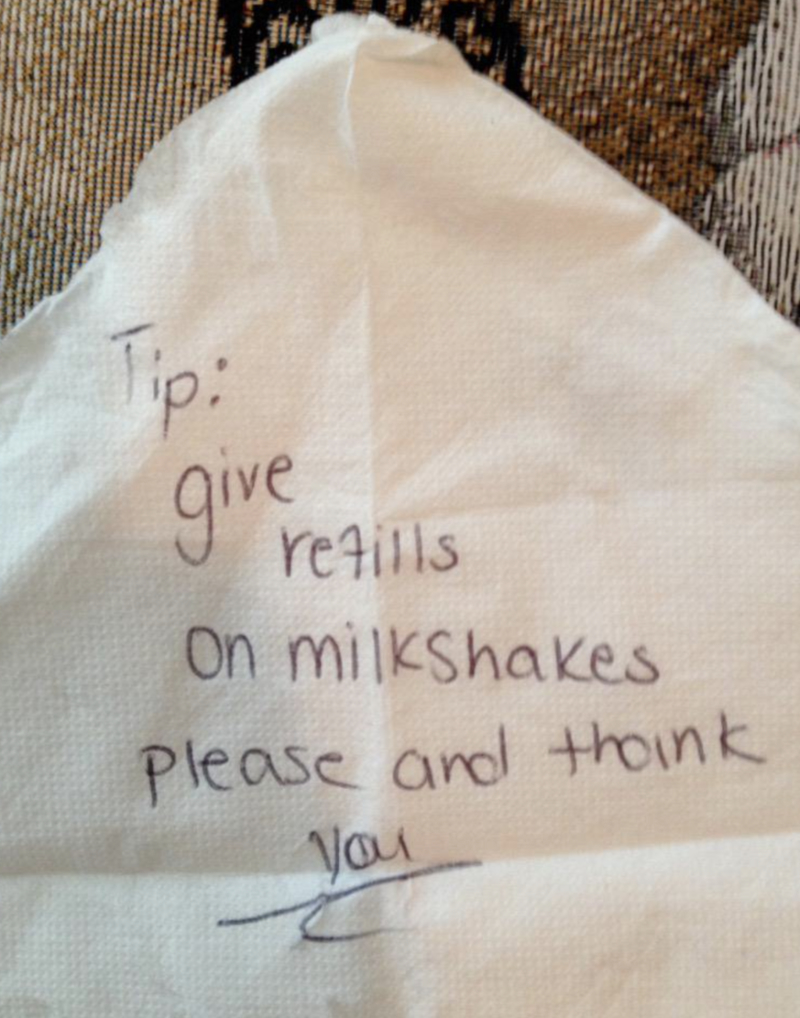 Tip:
give
refills
on milkshakes
please and thank
you